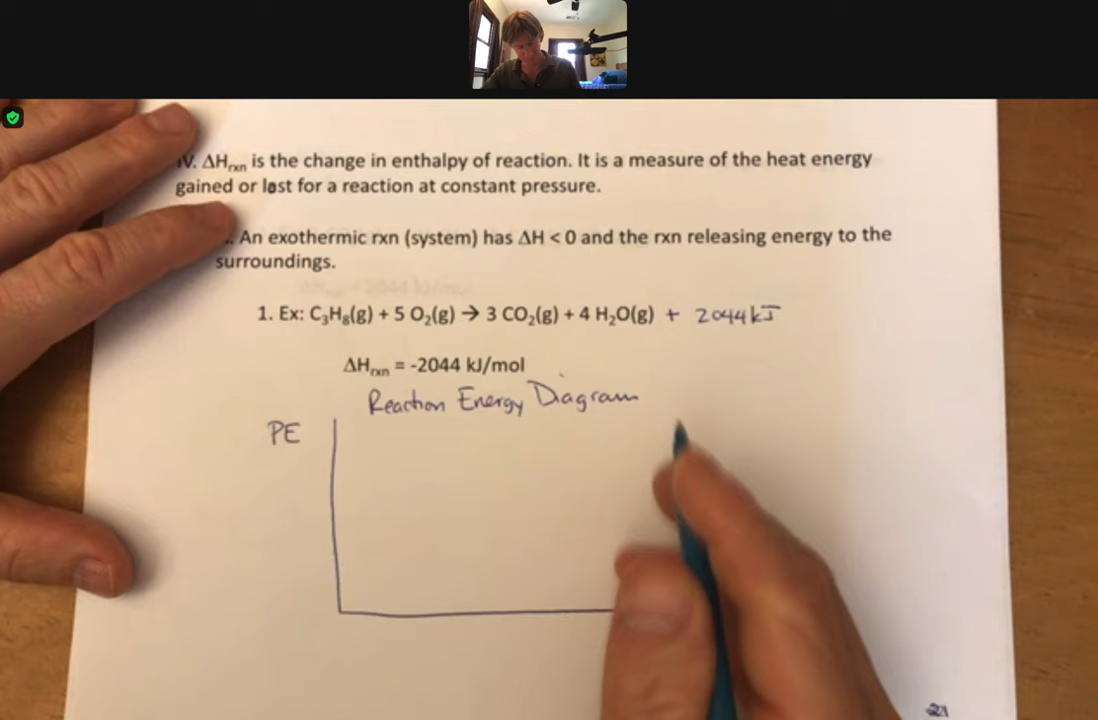 IV. ΔHrxn is the change in enthalpy of reaction. It is a measure of the heat energy
gained or lost for a reaction at constant pressure.
. An exothermic rxn (system) has ΔH < 0 and the rxn releasing energy to the
surroundings.
1. Ex: C₃H₈(g) + 5 O₂(g) → 3 CO₂(g) + 4 H₂O(g) + 2044 kJ
ΔHrxn = -2044 kJ/mol
Reaction Energy Diagram
PE
21